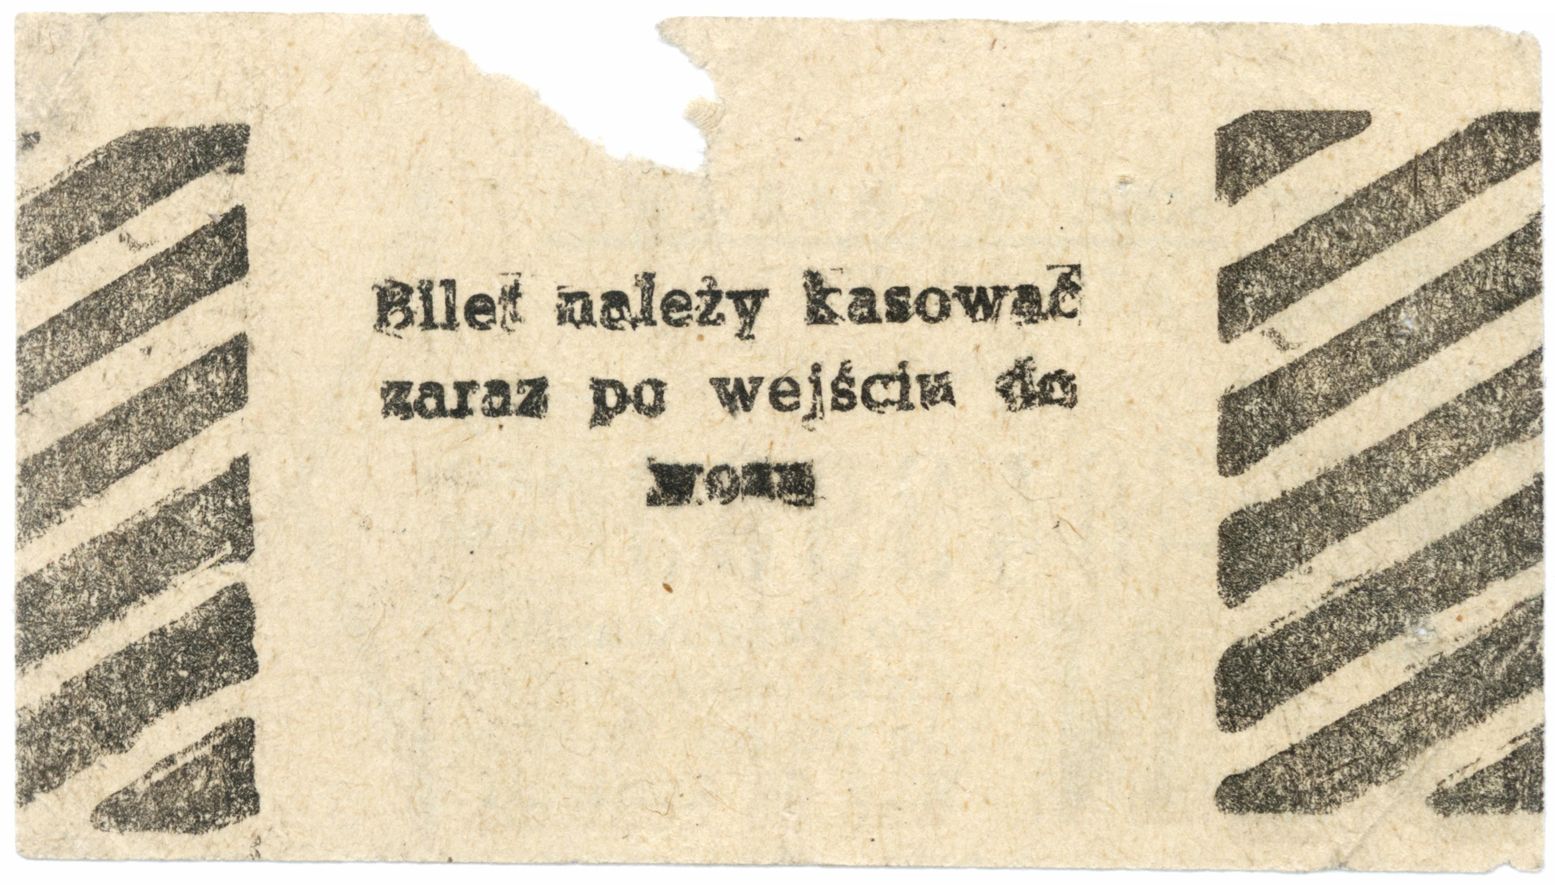 Bilet należy kasować
zaraz po wejściu do
wozu